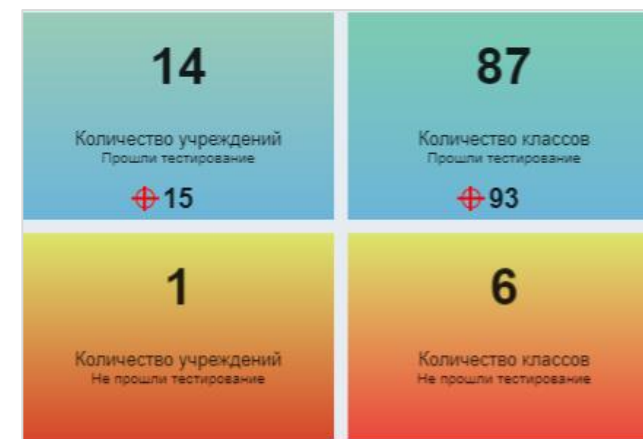 14
Количество учреждений
Прошли тестирование
15
87
Количество классов
Прошли тестирование
93
1
Количество учреждений
Не прошли тестирование
6
Количество классов
Не прошли тестирование